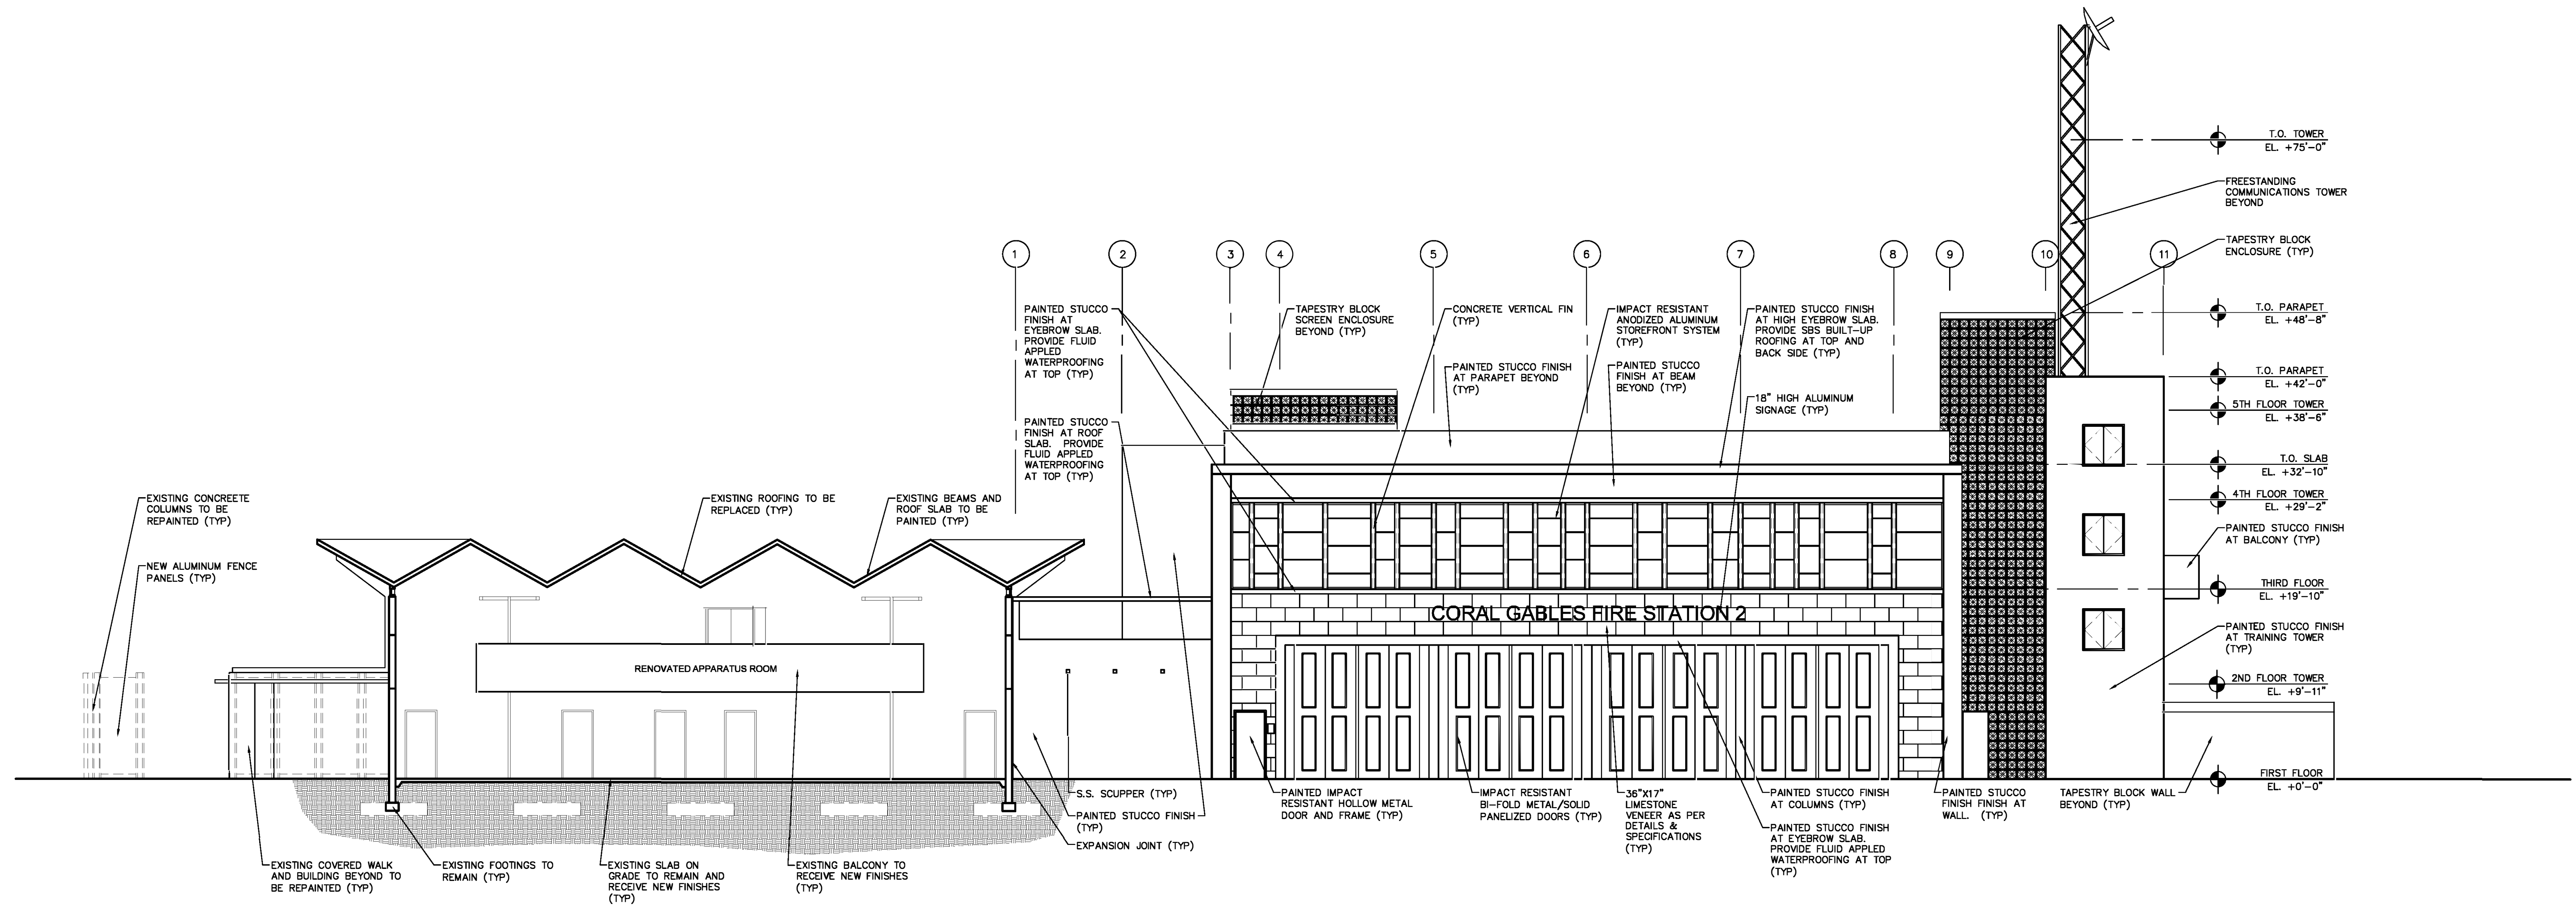 T.O. TOWER
EL. +75'-0"
FREESTANDING
COMMUNICATIONS TOWER
BEYOND
TAPESTRY BLOCK
ENCLOSURE (TYP)
1
2
3
4
5
6
7
8
9
10
11
T.O. PARAPET
EL. +48'-8"
T.O. PARAPET
EL. +42'-0"
5TH FLOOR TOWER
EL. +38'-6"
T.O. SLAB
EL. +32'-10"
4TH FLOOR TOWER
EL. +29'-2"
PAINTED STUCCO FINISH
AT BALCONY (TYP)
THIRD FLOOR
EL. +19'-10"
PAINTED STUCCO FINISH
AT TRAINING TOWER
(TYP)
2ND FLOOR TOWER
EL. +9'-11"
FIRST FLOOR
EL. +0'-0"
PAINTED STUCCO
FINISH AT
EYEBROW SLAB.
PROVIDE FLUID
APPLED
WATERPROOFING
AT TOP (TYP)
PAINTED STUCCO
FINISH AT ROOF
SLAB. PROVIDE
FLUID APPLED
WATERPROOFING
AT TOP (TYP)
TAPESTRY BLOCK
SCREEN ENCLOSURE
BEYOND (TYP)
CONCRETE VERTICAL FIN
(TYP)
PAINTED STUCCO FINISH
AT PARAPET BEYOND
(TYP)
IMPACT RESISTANT
ANODIZED ALUMINUM
STOREFRONT SYSTEM
(TYP)
PAINTED STUCCO
FINISH AT BEAM
BEYOND (TYP)
PAINTED STUCCO FINISH
AT HIGH EYEBROW SLAB.
PROVIDE SBS BUILT-UP
ROOFING AT TOP AND
BACK SIDE (TYP)
18" HIGH ALUMINUM
SIGNAGE (TYP)
EXISTING CONCREETE
COLUMNS TO BE
REPAINTED (TYP)
NEW ALUMINUM FENCE
PANELS (TYP)
EXISTING ROOFING TO BE
REPLACED (TYP)
EXISTING BEAMS AND
ROOF SLAB TO BE
PAINTED (TYP)
RENOVATED APPARATUS ROOM
CORAL GABLES FIRE STATION 2
S.S. SCUPPER (TYP)
PAINTED STUCCO FINISH
(TYP)
EXPANSION JOINT (TYP)
PAINTED IMPACT
RESISTANT HOLLOW METAL
DOOR AND FRAME (TYP)
IMPACT RESISTANT
BI-FOLD METAL/SOLID
PANELIZED DOORS (TYP)
36"X17"
LIMESTONE
VENEER AS PER
DETAILS &
SPECIFICATIONS
(TYP)
PAINTED STUCCO FINISH
AT COLUMNS (TYP)
PAINTED STUCCO FINISH
AT EYEBROW SLAB.
PROVIDE FLUID APPLED
WATERPROOFING AT TOP
(TYP)
PAINTED STUCCO
FINISH FINISH AT
WALL. (TYP)
TAPESTRY BLOCK WALL
BEYOND (TYP)
EXISTING COVERED WALK
AND BUILDING BEYOND TO
BE REPAINTED (TYP)
EXISTING FOOTINGS TO
REMAIN (TYP)
EXISTING SLAB ON
GRADE TO REMAIN AND
RECEIVE NEW FINISHES
(TYP)
EXISTING BALCONY TO
RECEIVE NEW FINISHES
(TYP)